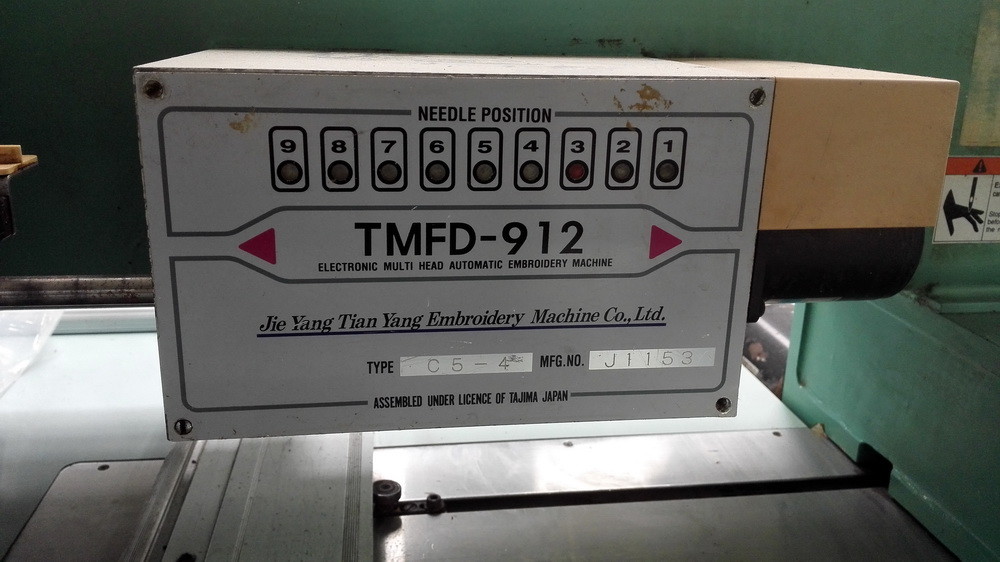 NEEDLE POSITION
9 8 7 6 5 4 3 2 1
TMFD-912
ELECTRONIC MULTI HEAD AUTOMATIC EMBROIDERY MACHINE
Jie Yang Tian Yang Embroidery Machine Co., Ltd.
TYPE C5-4 MFG.NO. J1153
ASSEMBLED UNDER LICENCE OF TAJIMA JAPAN